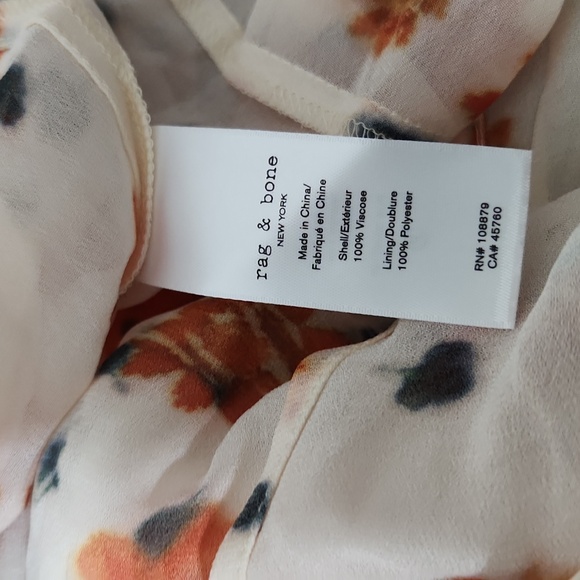 rag & bone
NEW YORK
Made in China/
Fabriqué en Chine
Shell/Extérieur
100% Viscose
Lining/Doublure
100% Polyester
RN# 108879
CA# 45760